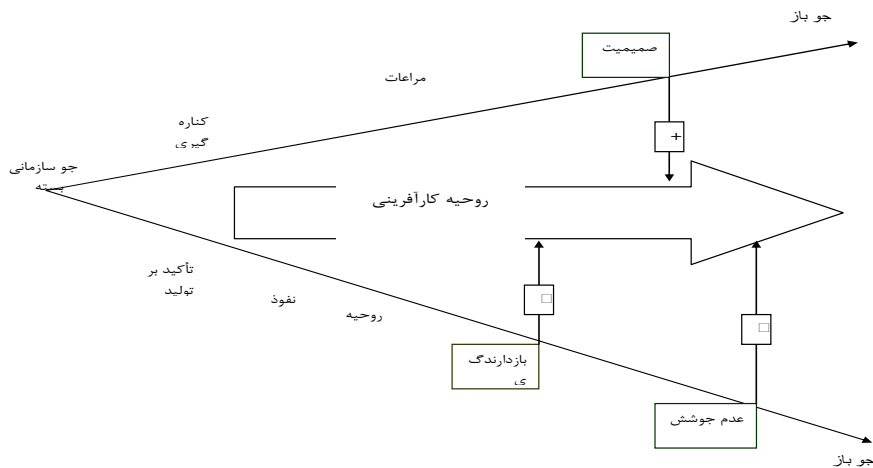 جو باز
صمیمیت
مراعات
کناره
گیری
+
جو سازمانی
بسته
روحیه کارآفرینی
تأکید بر
تولید
نفوذ
روحیه
بازدارندگ
ی
عدم جوشش
جو باز